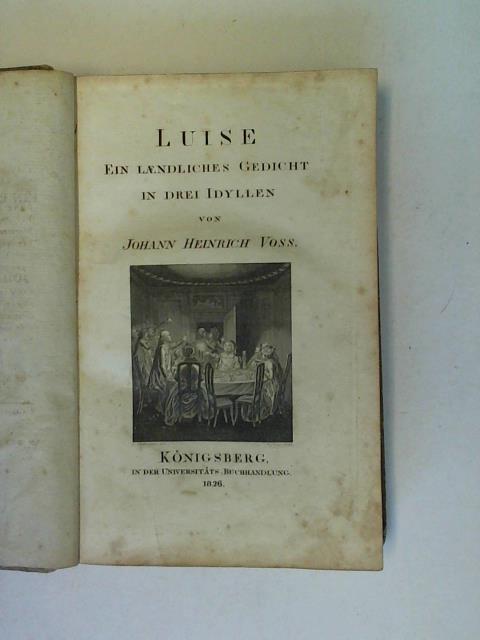 LUISE
EIN LÆNDLICHES GEDICHT
IN DREI IDYLLEN
VON
JOHANN HEINRICH VOSS.
KÖNIGSBERG,
IN DER UNIVERSITÄTS-BUCHHANDLUNG.
1826.